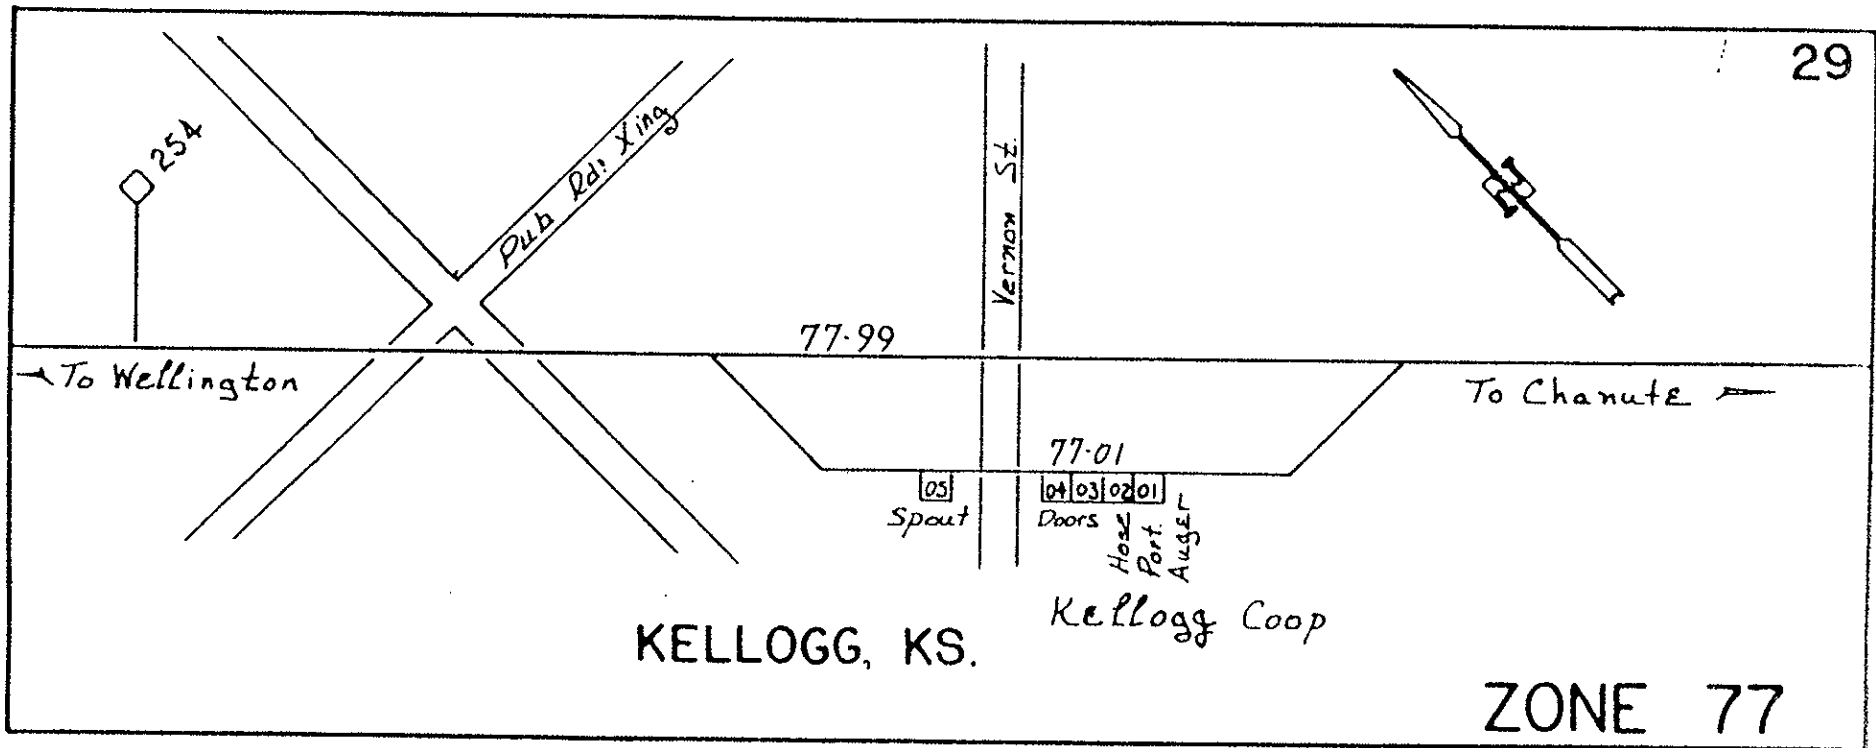 29
254
Pub Rd: Xing
Vernon St.
N
77-99
To Wellington
To Chanute
77-01
05
04 03 02 01
Spout
Doors
Hose
Port.
Auger
Kellogg Coop
KELLOGG, KS.
ZONE 77